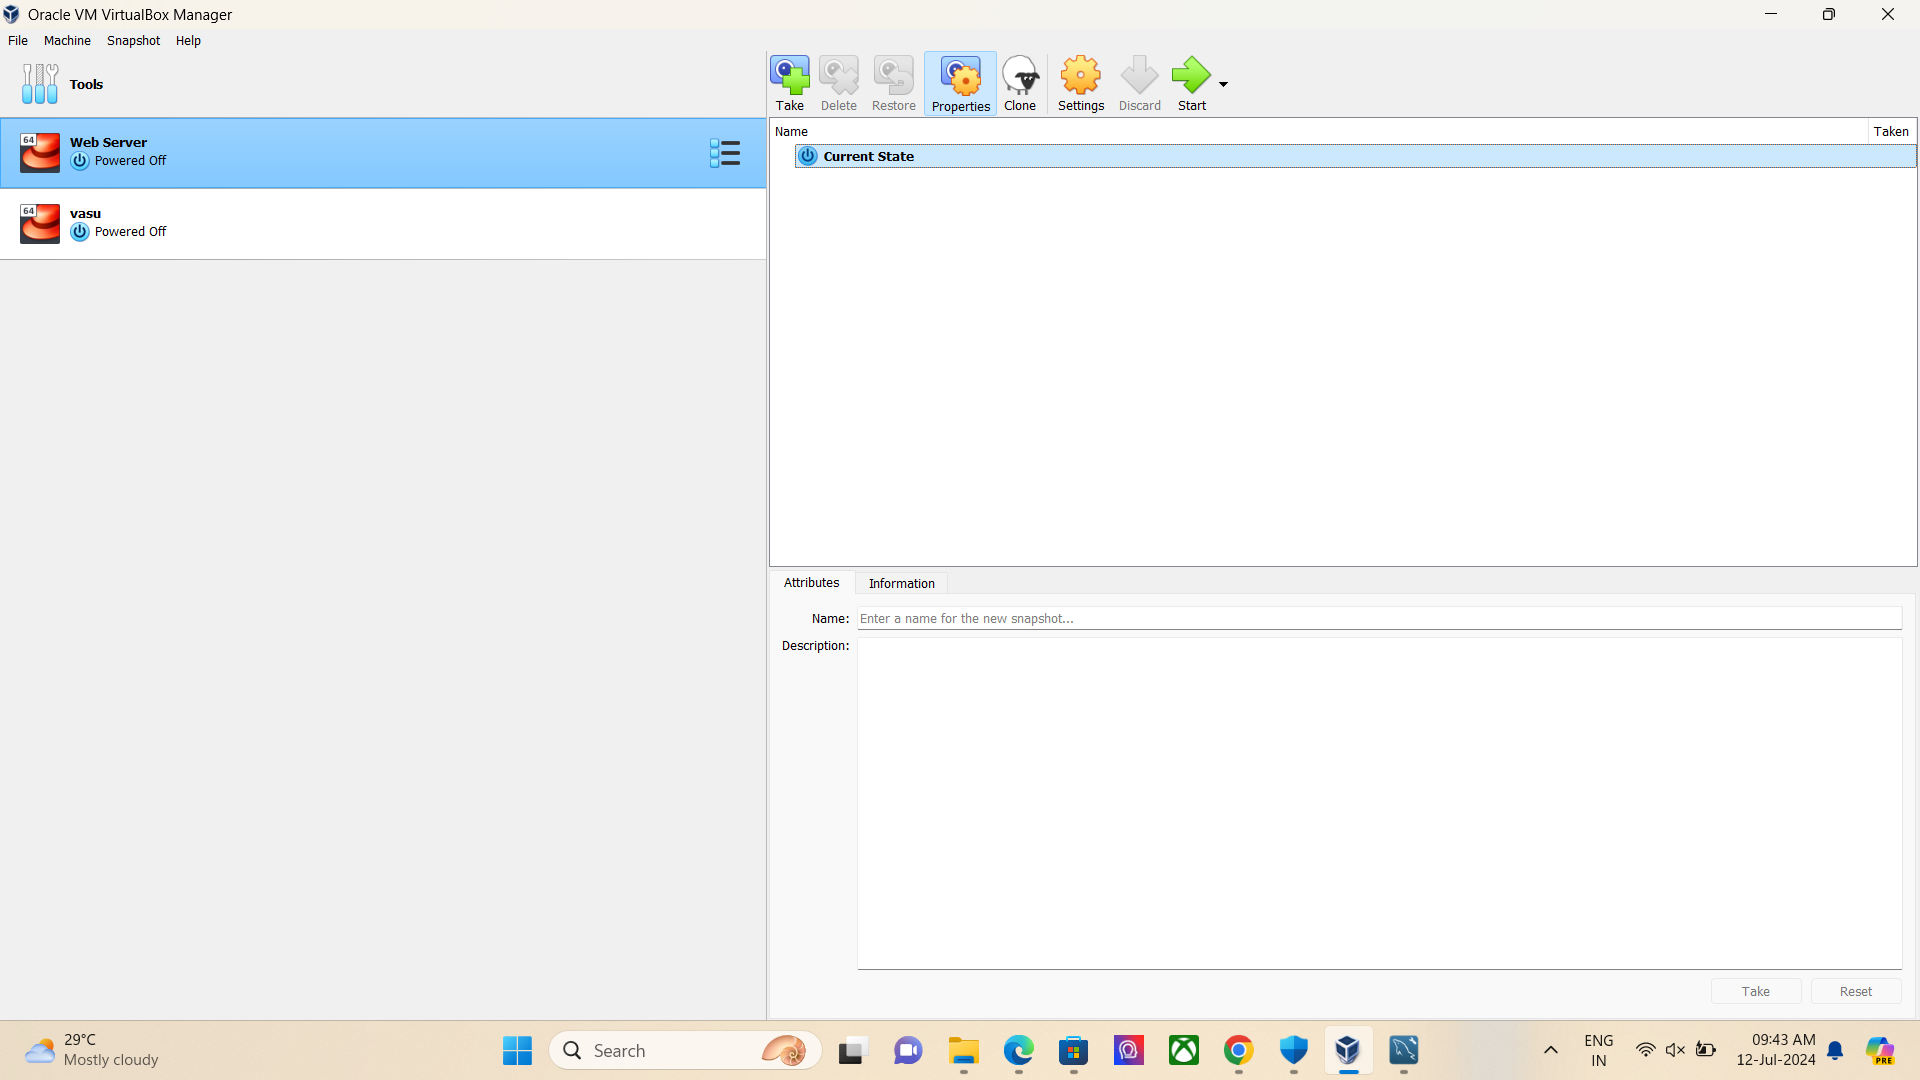 Oracle VM VirtualBox Manager
File Machine Snapshot Help
Tools
Take Delete Restore Properties Clone Settings Discard Start
64
Web Server
Powered Off
64
vasu
Powered Off
Name Taken
Current State
Attributes Information
Name: Enter a name for the new snapshot...
Description:
Take Reset
29°C
Mostly cloudy
Search
ENG
IN
09:43 AM
12-Jul-2024
PRE